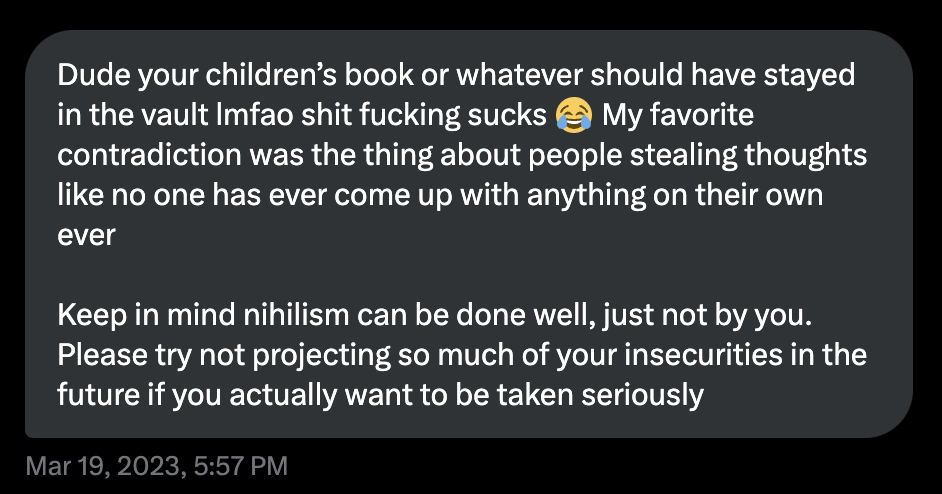 Dude your children’s book or whatever should have stayed
in the vault lmfao shit fucking sucks 😂 My favorite
contradiction was the thing about people stealing thoughts
like no one has ever come up with anything on their own
ever
Keep in mind nihilism can be done well, just not by you.
Please try not projecting so much of your insecurities in the
future if you actually want to be taken seriously
Mar 19, 2023, 5:57 PM